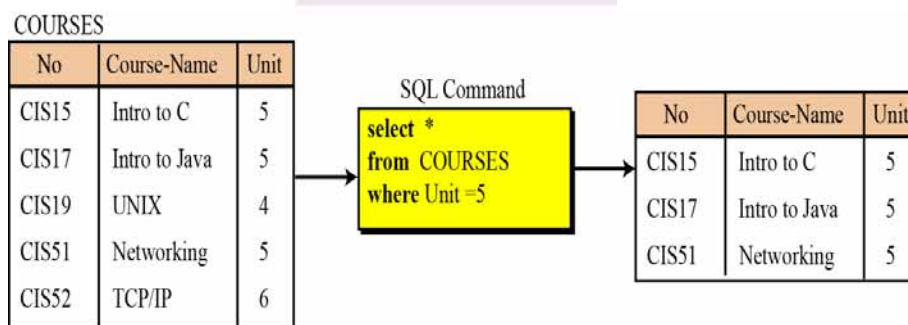 COURSES
No Course-Name Unit
CIS15 Intro to C 5
CIS17 Intro to Java 5
CIS19 UNIX 4
CIS51 Networking 5
CIS52 TCP/IP 6
SQL Command
select *
from COURSES
where Unit =5
No Course-Name Unit
CIS15 Intro to C 5
CIS17 Intro to Java 5
CIS51 Networking 5